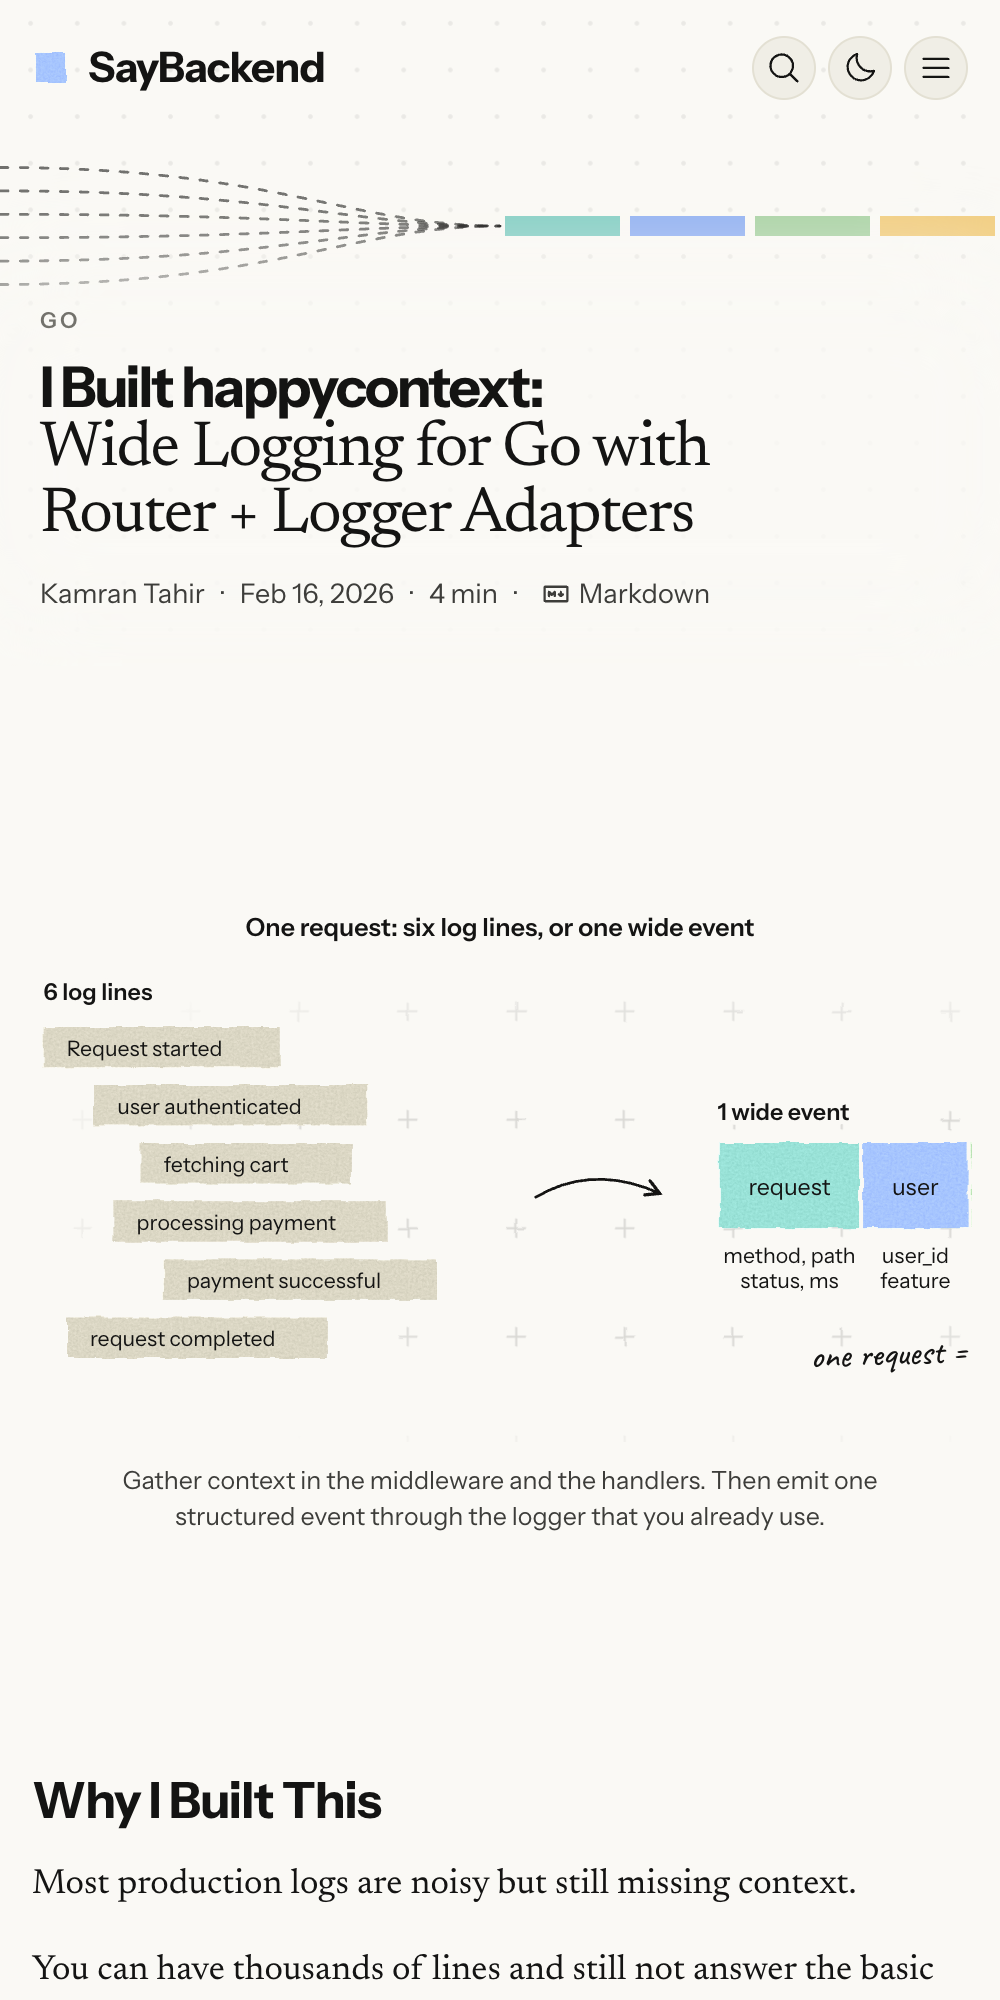 SayBackend
GO
I Built happycontext:
Wide Logging for Go with
Router + Logger Adapters
Kamran Tahir · Feb 16, 2026 · 4 min · Markdown
One request: six log lines, or one wide event
6 log lines
Request started
user authenticated
fetching cart
processing payment
payment successful
request completed
1 wide event
request
user
method, path
status, ms
user_id
feature
one request =
Gather context in the middleware and the handlers. Then emit one
structured event through the logger that you already use.
Why I Built This
Most production logs are noisy but still missing context.
You can have thousands of lines and still not answer the basic